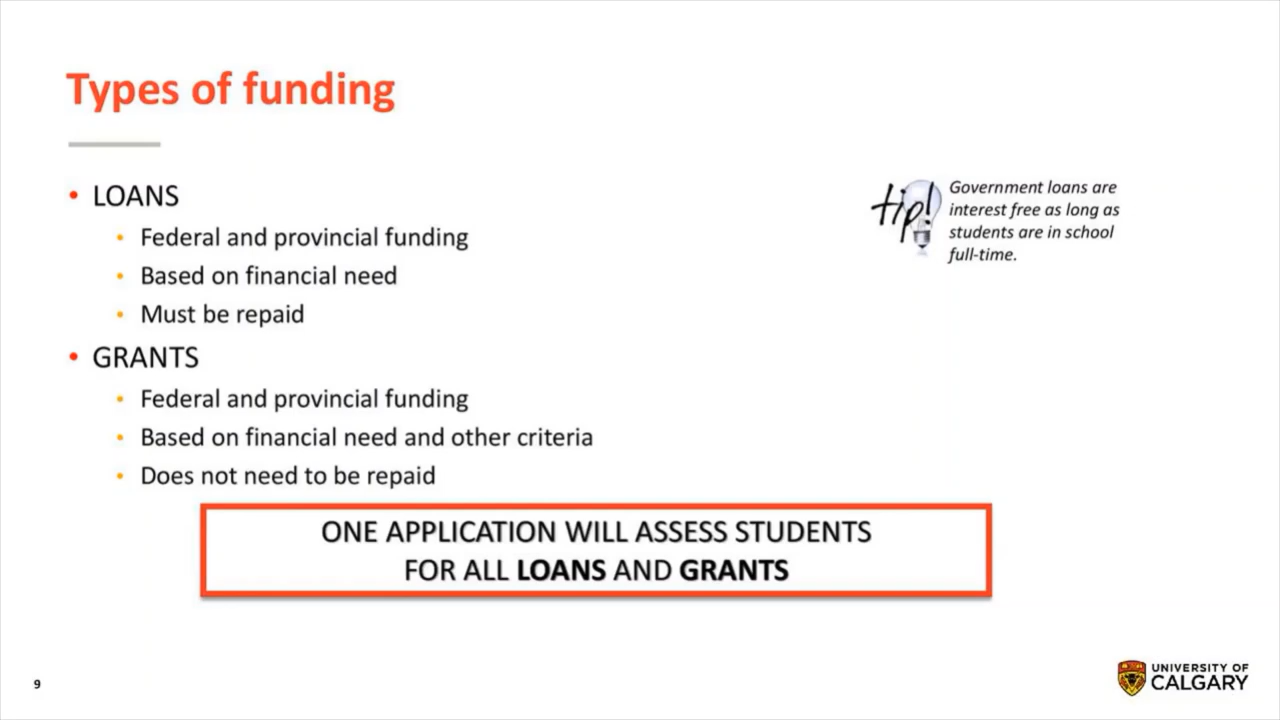 Types of funding
• LOANS
• Federal and provincial funding
• Based on financial need
• Must be repaid
• GRANTS
• Federal and provincial funding
• Based on financial need and other criteria
• Does not need to be repaid
tip!
Government loans are
interest free as long as
students are in school
full-time.
ONE APPLICATION WILL ASSESS STUDENTS
FOR ALL LOANS AND GRANTS
9
UNIVERSITY OF
CALGARY